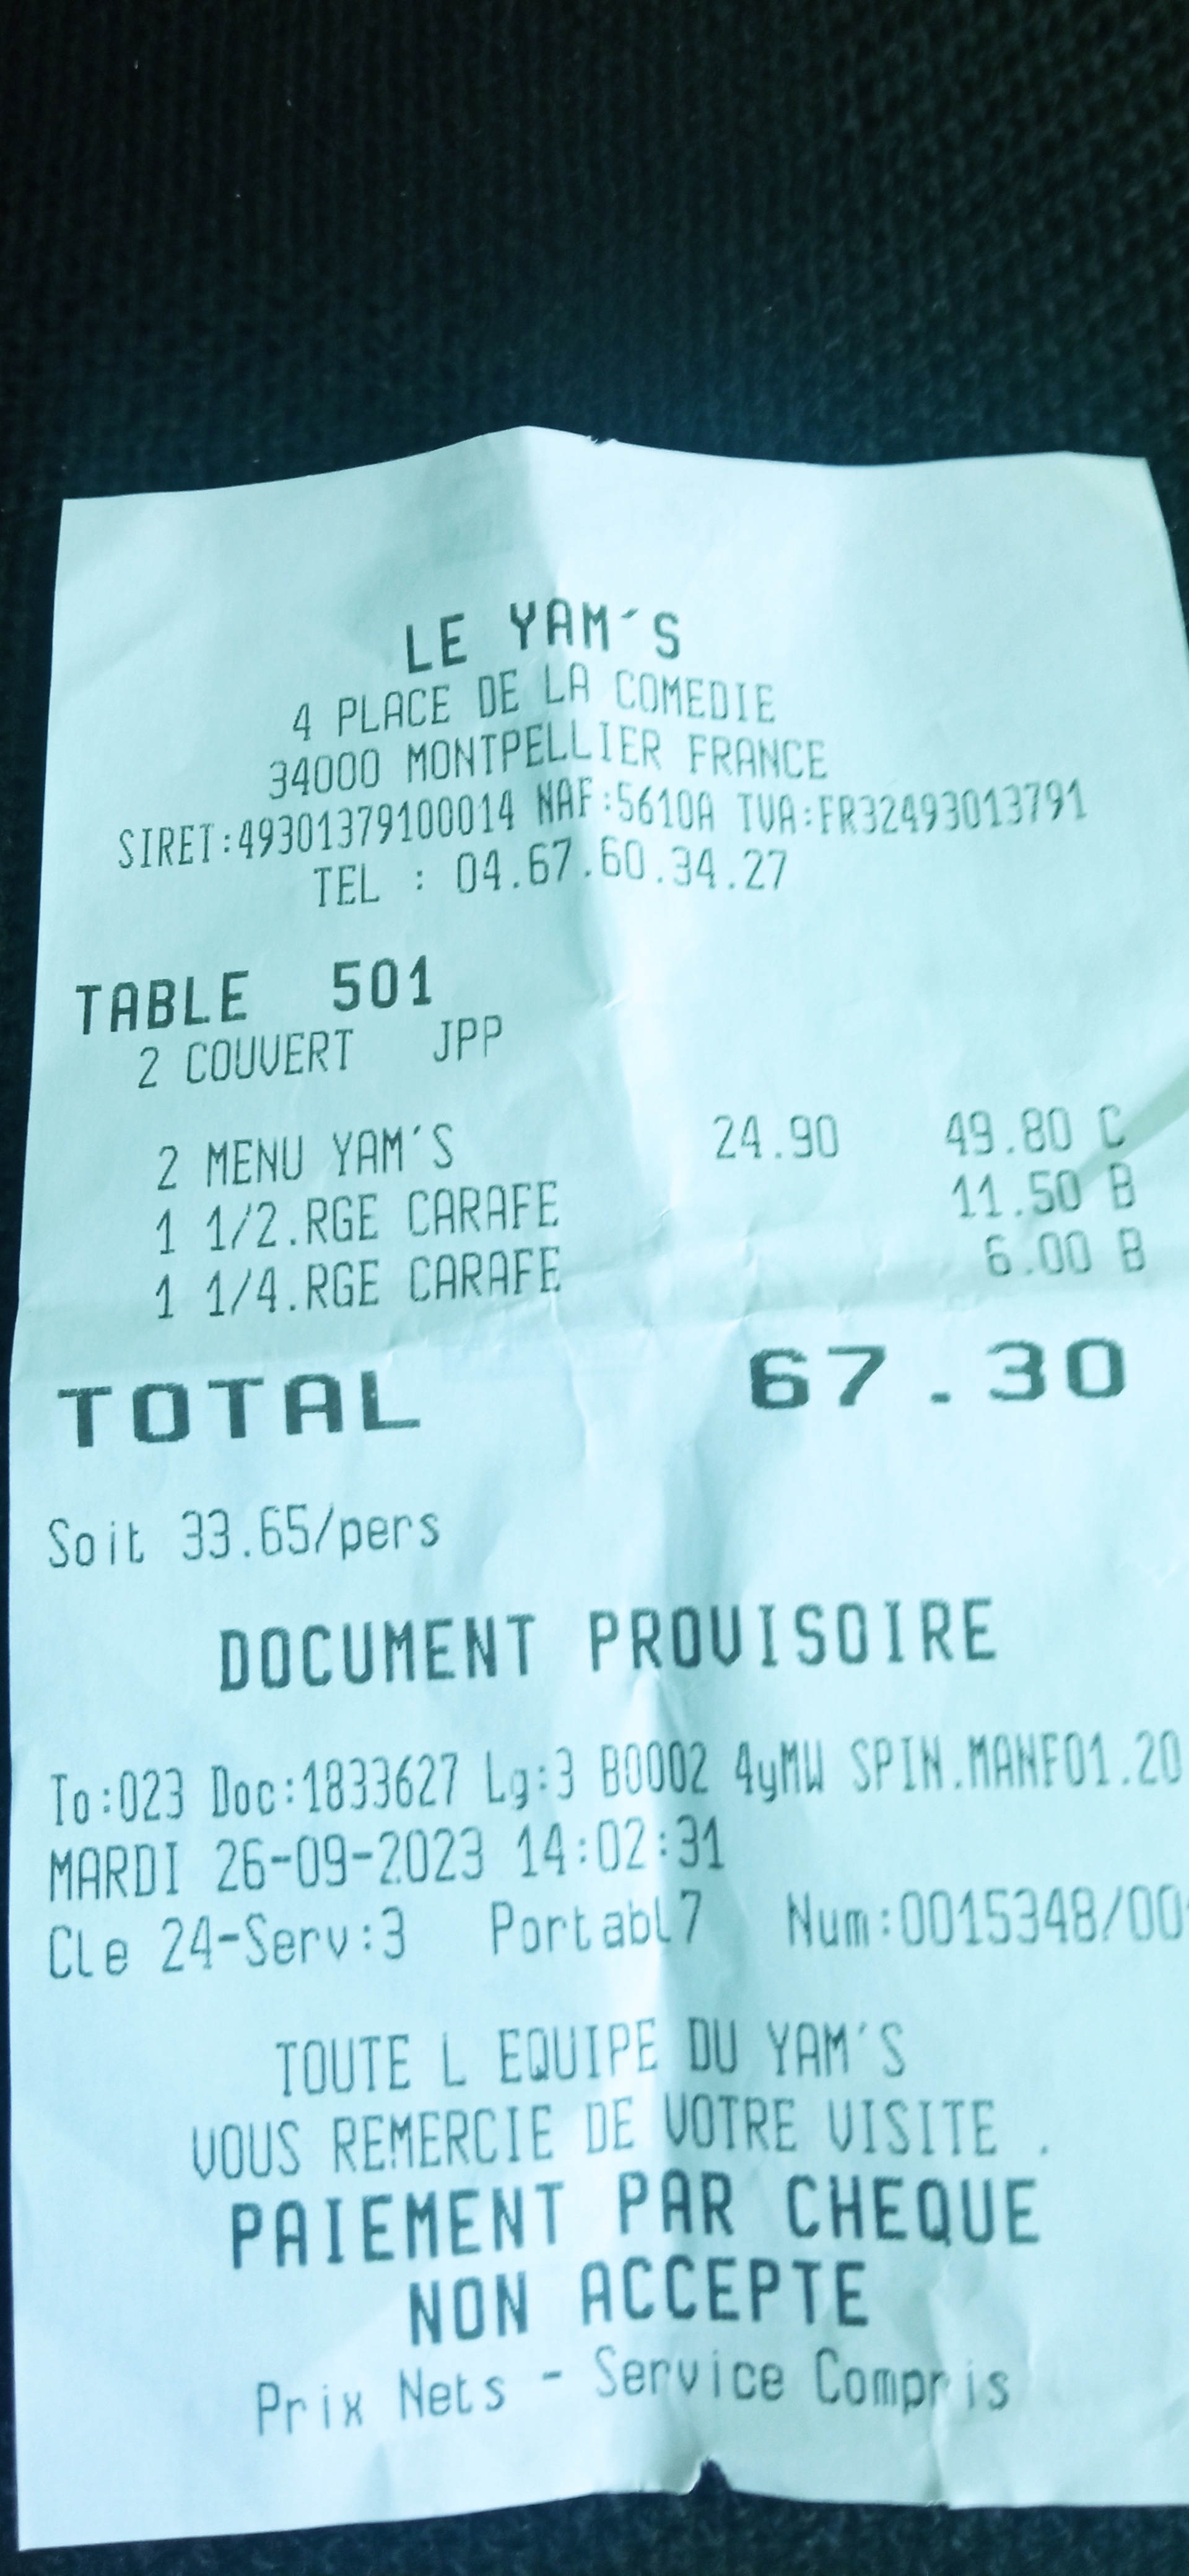 LE YAM´S
4 PLACE DE LA COMEDIE
34000 MONTPELLIER FRANCE
SIRET:49301379100014 NAF:5610A TVA:FR32493013791
TEL : 04.67.60.34.27
TABLE 501
2 COUVERT JPP
2 MENU YAM´S 24.90 49.80 C
1 1/2.RGE CARAFE 11.50 B
1 1/4.RGE CARAFE 6.00 B
TOTAL 67.30
Soit 33.65/pers
DOCUMENT PROVISOIRE
To:023 Doc:1833627 Lg:3 B0002 4yMW SPIN.MANF01.20
MARDI 26-09-2023 14:02:31
Cle 24-Serv:3 Portabl7 Num:0015348/00
TOUTE L EQUIPE DU YAM´S
VOUS REMERCIE DE VOTRE VISITE .
PAIEMENT PAR CHEQUE
NON ACCEPTE
Prix Nets - Service Compris